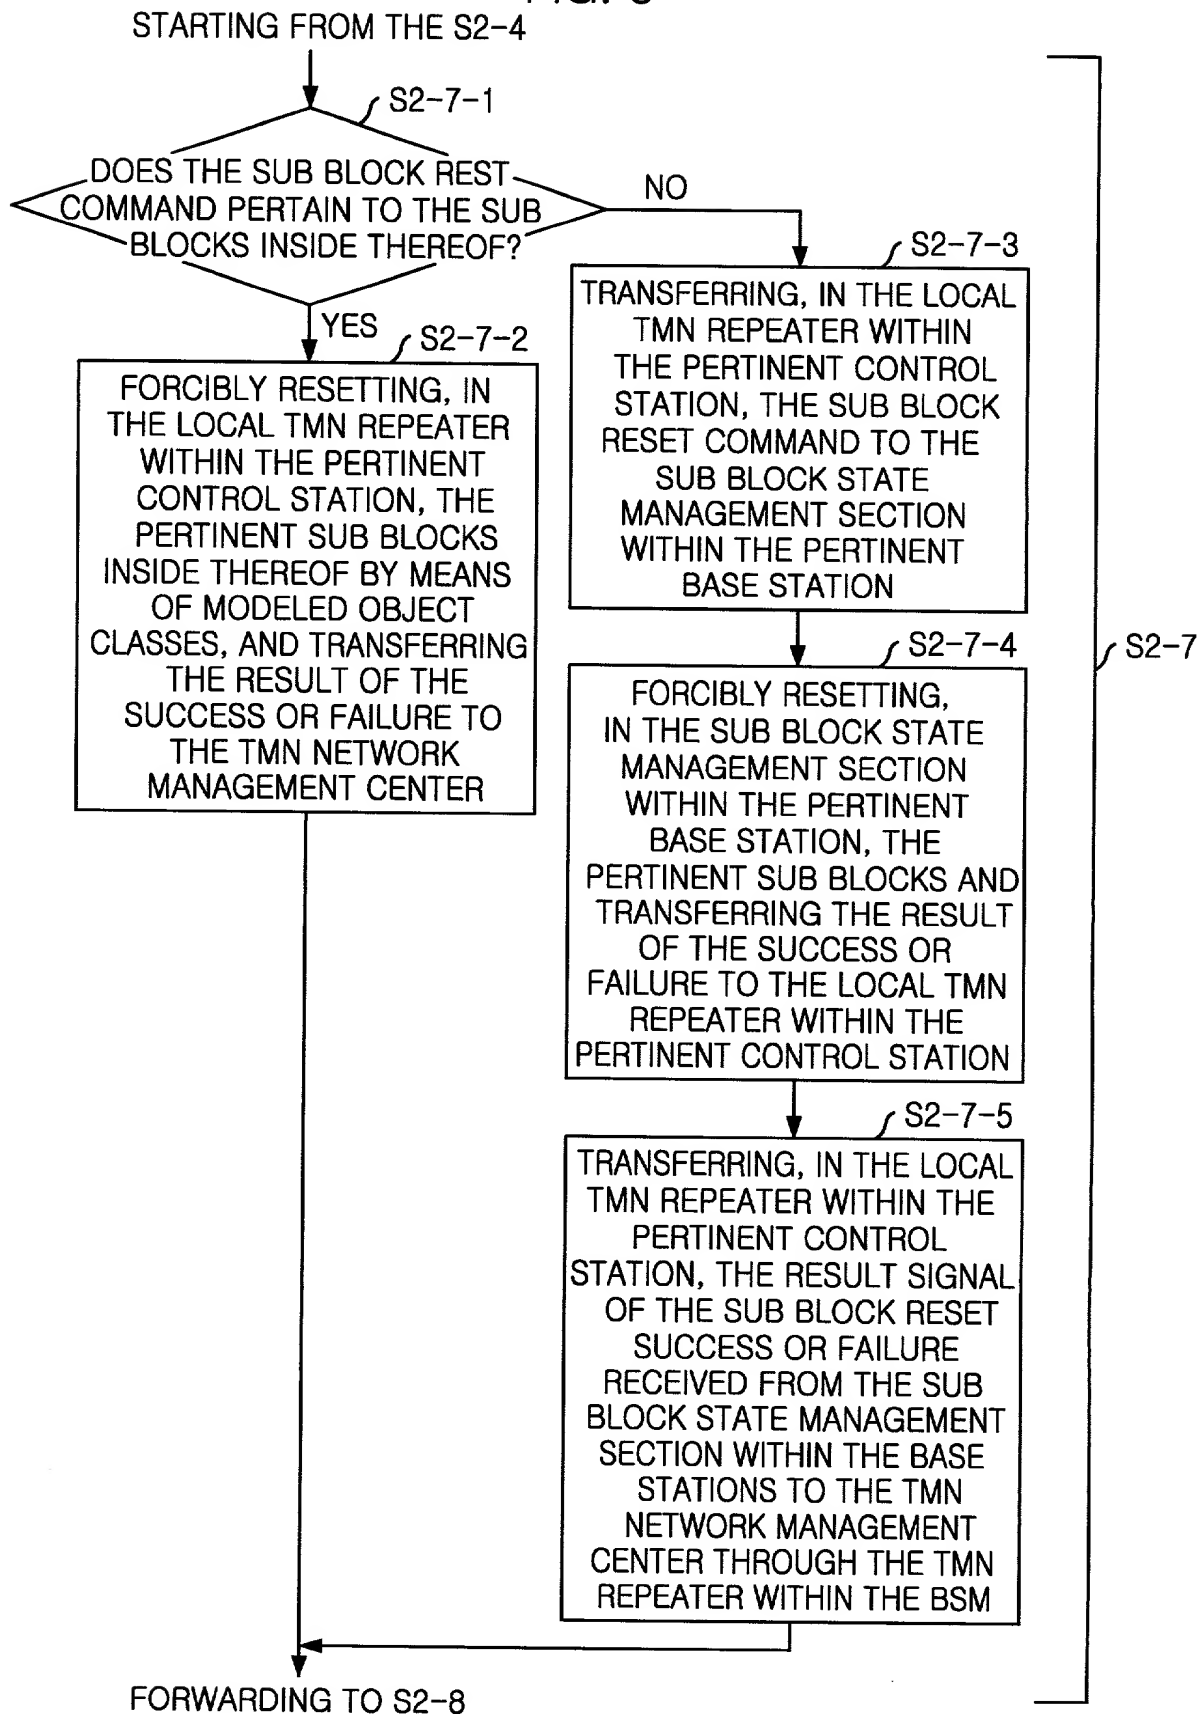 STARTING FROM THE S2-4
S2-7-1
DOES THE SUB BLOCK REST
COMMAND PERTAIN TO THE SUB
BLOCKS INSIDE THEREOF?
NO
YES
S2-7-2
FORCIBLY RESETTING, IN
THE LOCAL TMN REPEATER
WITHIN THE PERTINENT
CONTROL STATION, THE
PERTINENT SUB BLOCKS
INSIDE THEREOF BY MEANS
OF MODELED OBJECT
CLASSES, AND TRANSFERRING
THE RESULT OF THE
SUCCESS OR FAILURE TO
THE TMN NETWORK
MANAGEMENT CENTER
S2-7-3
TRANSFERRING, IN THE LOCAL
TMN REPEATER WITHIN
THE PERTINENT CONTROL
STATION, THE SUB BLOCK
RESET COMMAND TO THE
SUB BLOCK STATE
MANAGEMENT SECTION
WITHIN THE PERTINENT
BASE STATION
S2-7-4
FORCIBLY RESETTING,
IN THE SUB BLOCK STATE
MANAGEMENT SECTION
WITHIN THE PERTINENT
BASE STATION, THE
PERTINENT SUB BLOCKS AND
TRANSFERRING THE RESULT
OF THE SUCCESS OR
FAILURE TO THE LOCAL TMN
REPEATER WITHIN THE
PERTINENT CONTROL STATION
S2-7-5
TRANSFERRING, IN THE LOCAL
TMN REPEATER WITHIN THE
PERTINENT CONTROL
STATION, THE RESULT SIGNAL
OF THE SUB BLOCK RESET
SUCCESS OR FAILURE
RECEIVED FROM THE SUB
BLOCK STATE MANAGEMENT
SECTION WITHIN THE BASE
STATIONS TO THE TMN
NETWORK MANAGEMENT
CENTER THROUGH THE TMN
REPEATER WITHIN THE BSM
S2-7
FORWARDING TO S2-8